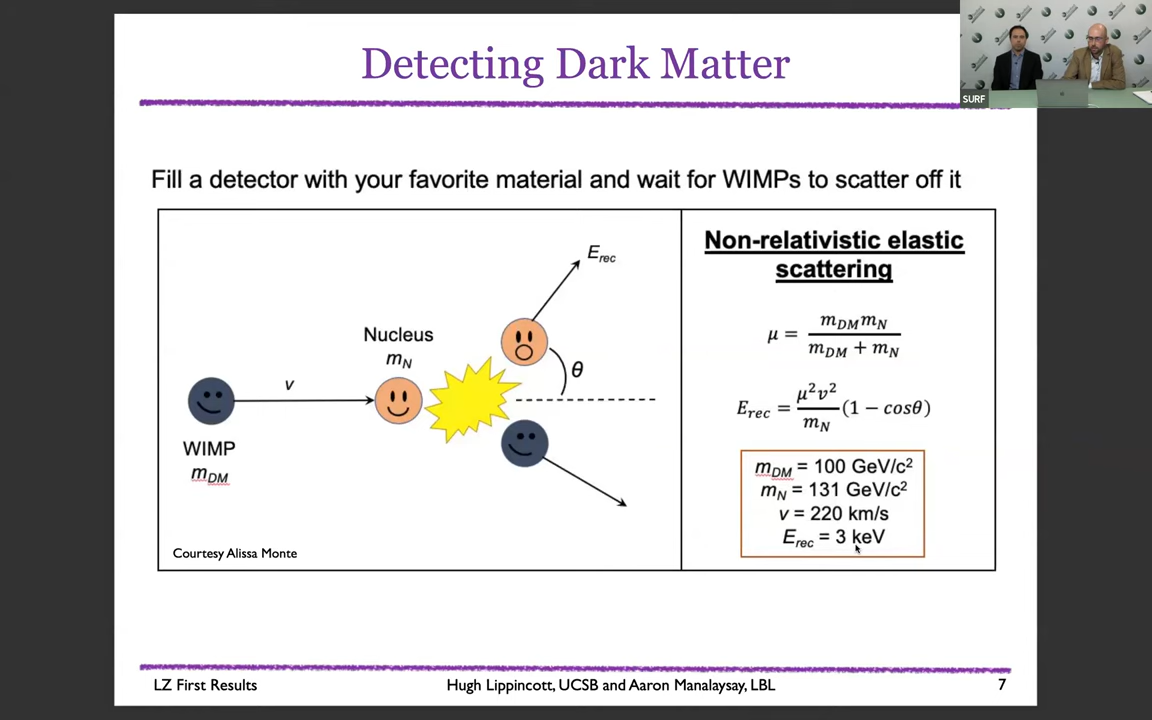 Detecting Dark Matter
SURF
Fill a detector with your favorite material and wait for WIMPs to scatter off it
E_rec
Nucleus
m_N
v
θ
WIMP
m_DM
Courtesy Alissa Monte
Non-relativistic elastic
scattering
μ = m_DM m_N / (m_DM + m_N)
E_rec = μ²v²/m_N (1 − cosθ)
m_DM = 100 GeV/c²
m_N = 131 GeV/c²
v = 220 km/s
E_rec = 3 keV
LZ First Results
Hugh Lippincott, UCSB and Aaron Manalaysay, LBL
7